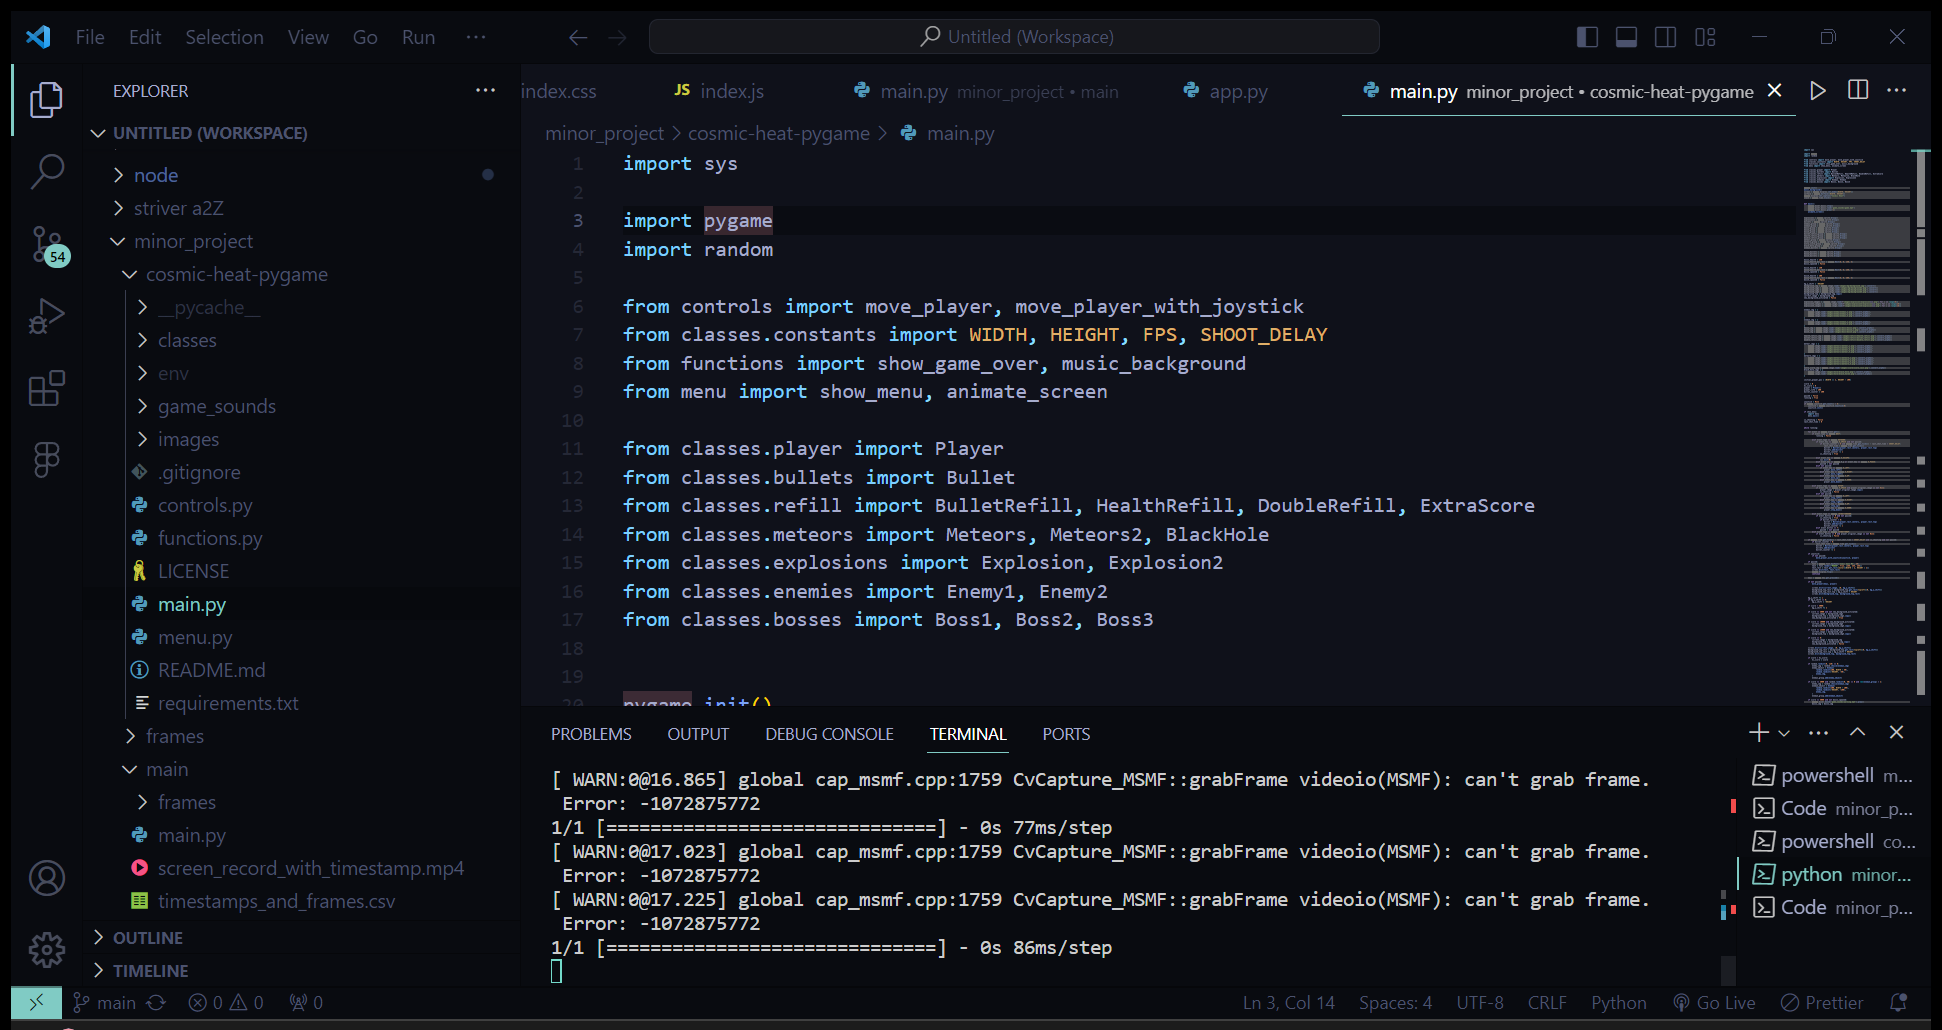 File Edit Selection View Go Run ···
Untitled (Workspace)
EXPLORER
UNTITLED (WORKSPACE)
node
striver a2Z
minor_project
cosmic-heat-pygame
__pycache__
classes
env
game_sounds
images
.gitignore
controls.py
functions.py
LICENSE
main.py
menu.py
README.md
requirements.txt
frames
main
frames
main.py
screen_record_with_timestamp.mp4
timestamps_and_frames.csv
OUTLINE
TIMELINE
54
index.css JS index.js main.py minor_project • main app.py main.py minor_project • cosmic-heat-pygame
minor_project > cosmic-heat-pygame > main.py
1 import sys
2
3 import pygame
4 import random
5
6 from controls import move_player, move_player_with_joystick
7 from classes.constants import WIDTH, HEIGHT, FPS, SHOOT_DELAY
8 from functions import show_game_over, music_background
9 from menu import show_menu, animate_screen
10
11 from classes.player import Player
12 from classes.bullets import Bullet
13 from classes.refill import BulletRefill, HealthRefill, DoubleRefill, ExtraScore
14 from classes.meteors import Meteors, Meteors2, BlackHole
15 from classes.explosions import Explosion, Explosion2
16 from classes.enemies import Enemy1, Enemy2
17 from classes.bosses import Boss1, Boss2, Boss3
18
19
20 pygame.init()
PROBLEMS OUTPUT DEBUG CONSOLE TERMINAL PORTS
[ WARN:0@16.865] global cap_msmf.cpp:1759 CvCapture_MSMF::grabFrame videoio(MSMF): can't grab frame.
Error: -1072875772
1/1 [==============================] - 0s 77ms/step
[ WARN:0@17.023] global cap_msmf.cpp:1759 CvCapture_MSMF::grabFrame videoio(MSMF): can't grab frame.
Error: -1072875772
[ WARN:0@17.225] global cap_msmf.cpp:1759 CvCapture_MSMF::grabFrame videoio(MSMF): can't grab frame.
Error: -1072875772
1/1 [==============================] - 0s 86ms/step
powershell m...
Code minor_p...
powershell co...
python minor...
Code minor_p...
main 0 0 0
Ln 3, Col 14 Spaces: 4 UTF-8 CRLF Python Go Live Prettier